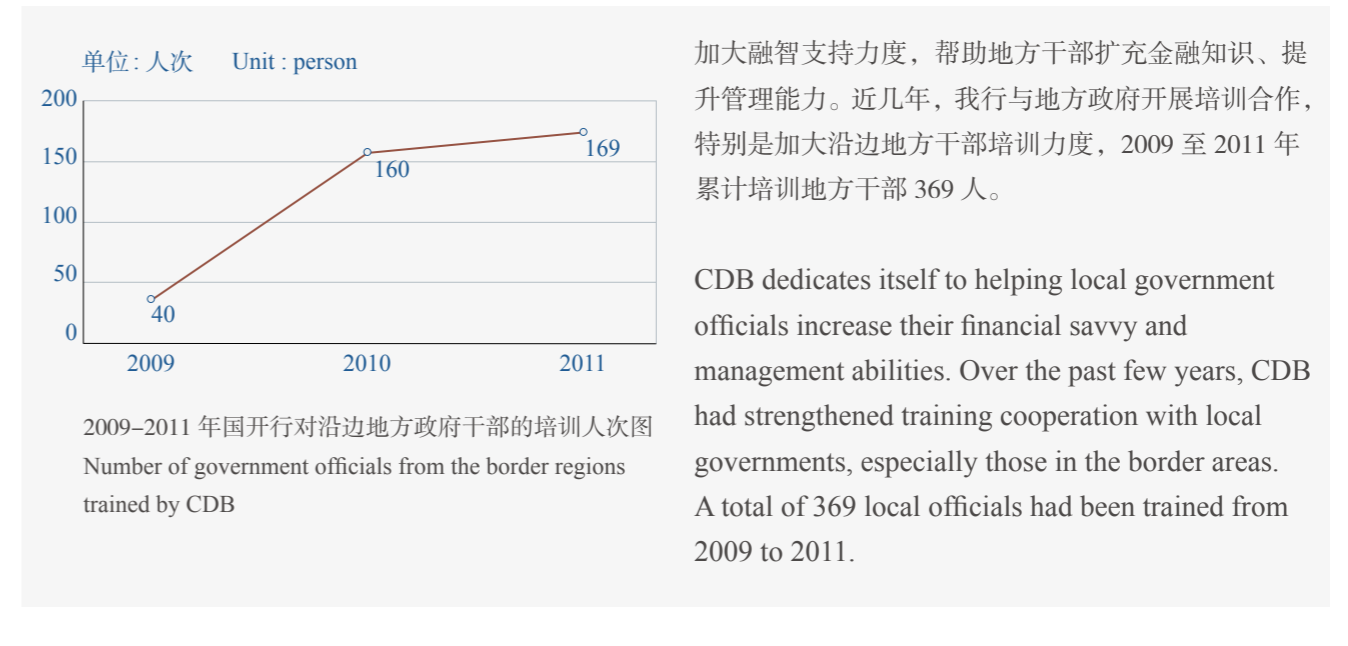 单位：人次 Unit : person
200
150
100
50
0
40
160
169
2009 2010 2011
2009–2011 年国开行对沿边地方政府干部的培训人次图
Number of government officials from the border regions
trained by CDB
加大融智支持力度，帮助地方干部扩充金融知识、提
升管理能力。近几年，我行与地方政府开展培训合作，
特别是加大沿边地方干部培训力度，2009 至 2011 年
累计培训地方干部 369 人。
CDB dedicates itself to helping local government
officials increase their financial savvy and
management abilities. Over the past few years, CDB
had strengthened training cooperation with local
governments, especially those in the border areas.
A total of 369 local officials had been trained from
2009 to 2011.